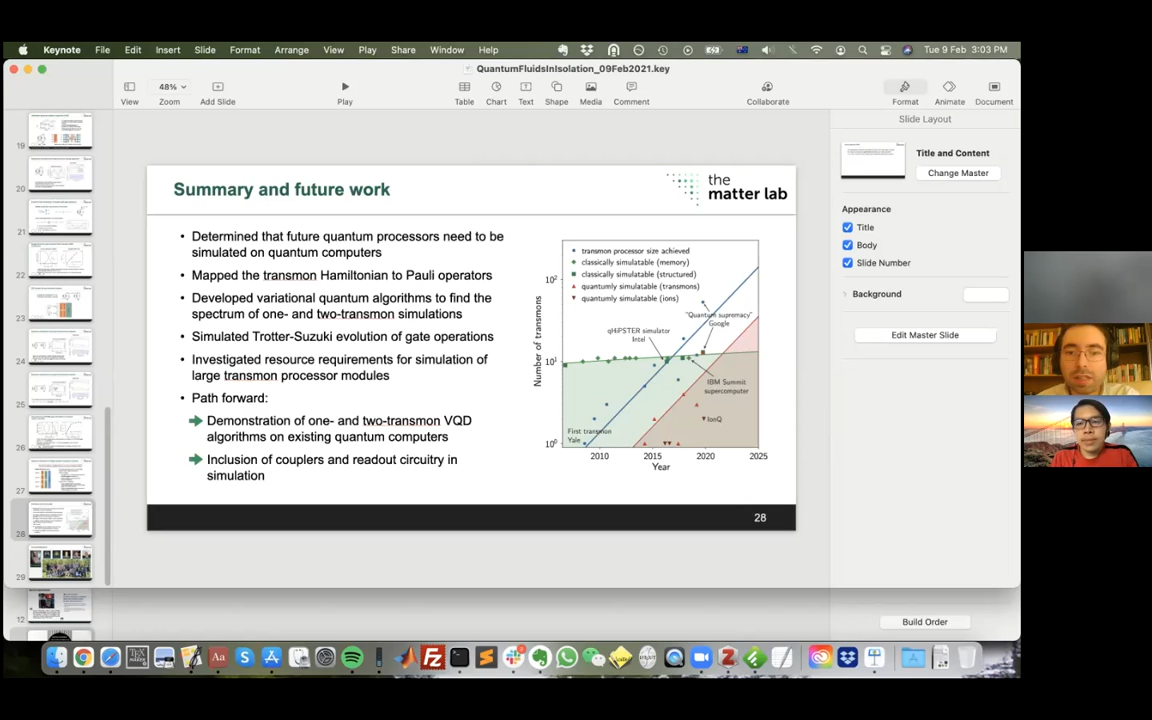 Keynote File Edit Insert Slide Format Arrange View Play Share Window Help
Tue 9 Feb 3:03 PM
QuantumFluidsInIsolation_09Feb2021.key
48%
View Zoom Add Slide Play Table Chart Text Shape Media Comment Collaborate Format Animate Document
Slide Layout
Title and Content
Change Master
Appearance
Title
Body
Slide Number
Background
Edit Master Slide
Build Order
19
20
21
22
23
24
25
26
27
28
29
12
Summary and future work
the
matter lab
• Determined that future quantum processors need to be
simulated on quantum computers
• Mapped the transmon Hamiltonian to Pauli operators
• Developed variational quantum algorithms to find the
spectrum of one- and two-transmon simulations
• Simulated Trotter-Suzuki evolution of gate operations
• Investigated resource requirements for simulation of
large transmon processor modules
• Path forward:
Demonstration of one- and two-transmon VQD
algorithms on existing quantum computers
Inclusion of couplers and readout circuitry in
simulation
transmon processor size achieved
classically simulatable (memory)
classically simulatable (structured)
quantumly simulatable (transmons)
quantumly simulatable (ions)
"Quantum supremacy"
Google
qHiPSTER simulator
Intel
IBM Summit
supercomputer
IonQ
First transmon
Yale
Number of transmons
10²
10¹
10⁰
2010 2015 2020 2025
Year
28